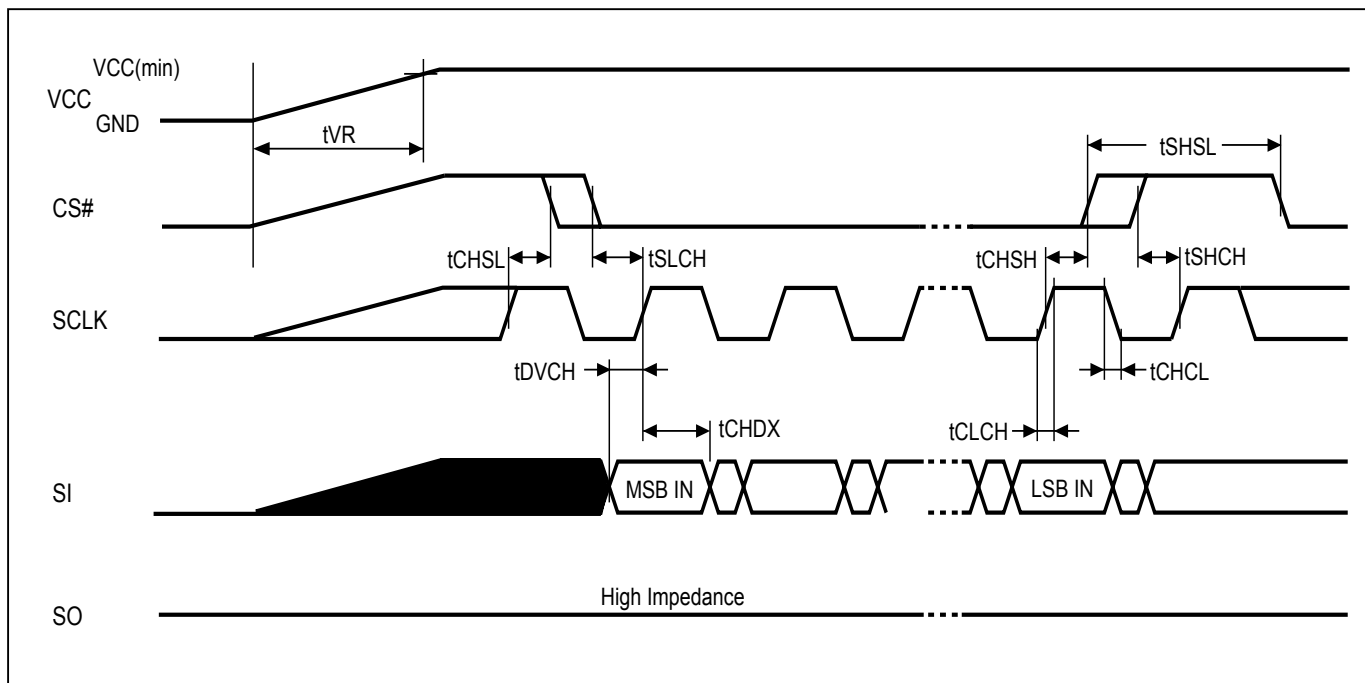 VCC(min)
VCC
GND
tVR
tSHSL
CS#
tCHSL
tSLCH
tCHSH
tSHCH
SCLK
tDVCH
tCHCL
tCHDX
tCLCH
SI
MSB IN
LSB IN
High Impedance
SO